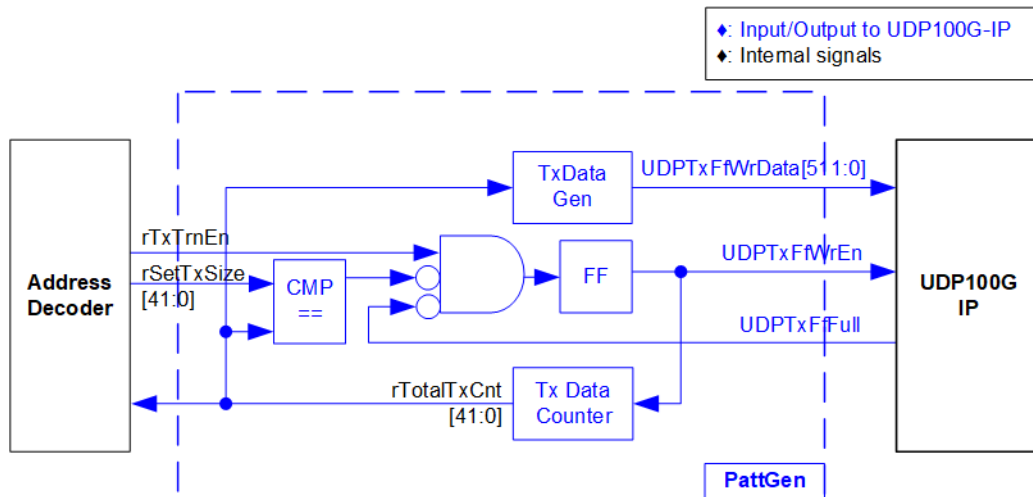 ♦: Input/Output to UDP100G-IP
♦: Internal signals
TxData
Gen
UDPTxFfWrData[511:0]
rTxTrnEn
rSetTxSize
[41:0]
Address
Decoder
CMP
==
FF
UDPTxFfWrEn
UDP100G
IP
UDPTxFfFull
rTotalTxCnt
[41:0]
Tx Data
Counter
PattGen